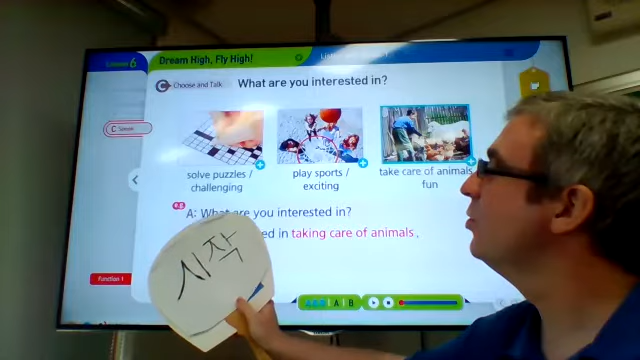 Lesson 6
Dream High, Fly High!
Choose and Talk
What are you interested in?
solve puzzles /
challenging
play sports /
exciting
take care of animals
fun
e.g.
A: What are you interested in?
ed in taking care of animals.
시작
Function 1
A&B | A | B